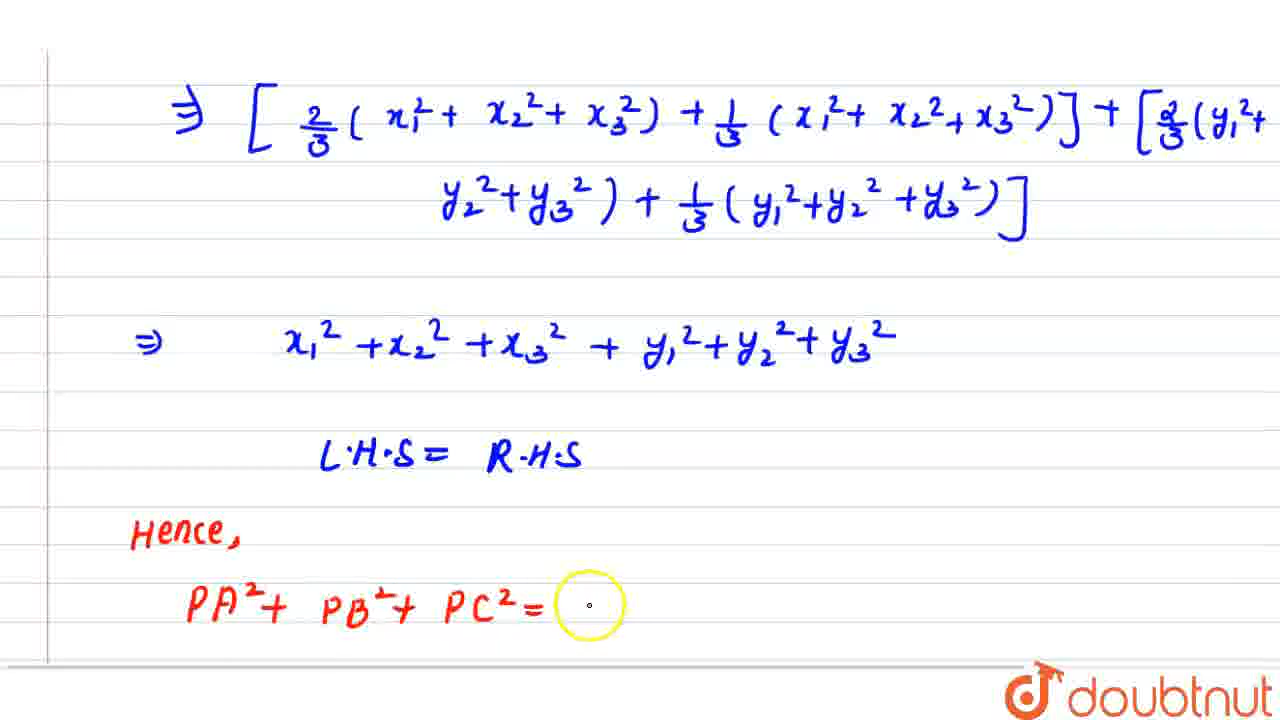 ⇒ [ 2/3 ( x₁² + x₂² + x₃² ) + 1/3 ( x₁² + x₂² + x₃² ) ] + [ 2/3 ( y₁² +
y₂² + y₃² ) + 1/3 ( y₁² + y₂² + y₃² ) ]
⇒ x₁² + x₂² + x₃² + y₁² + y₂² + y₃²
L.H.S = R.H.S
Hence,
PA² + PB² + PC² =
doubtnut